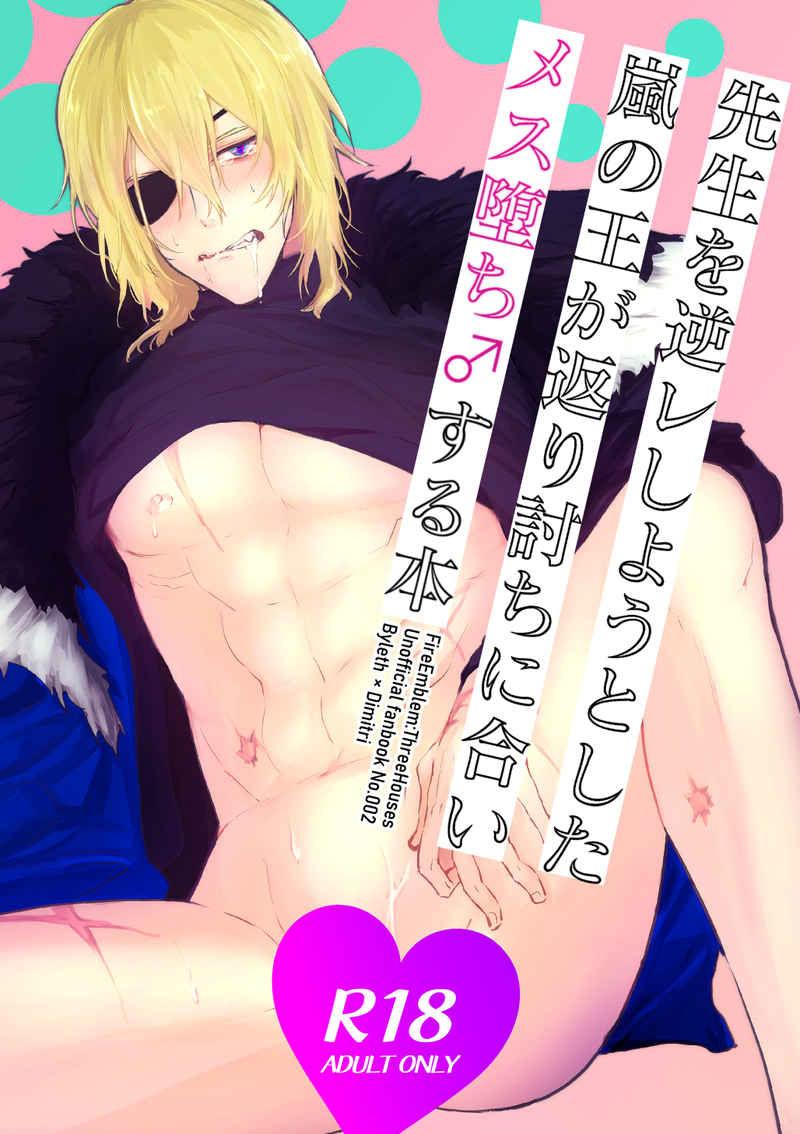 先生を逆レしようとした
嵐の王が返り討ちに合い
メス堕ち♂する本
FireEmblem:ThreeHouses
Unofficial fanbook No.002
Byleth × Dimitri
R18
ADULT ONLY